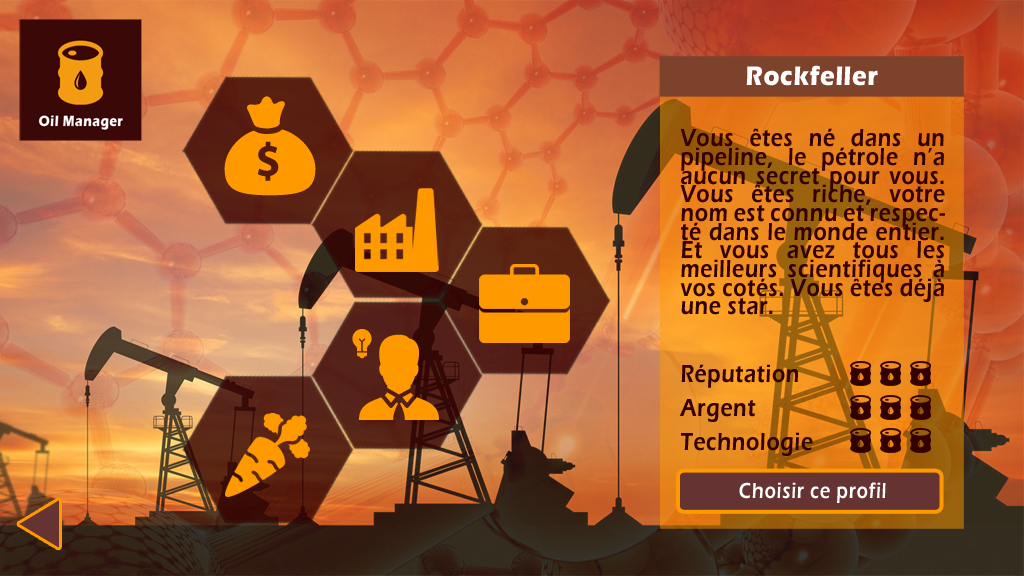 Oil Manager
$
Rockfeller
Vous êtes né dans un
pipeline, le pétrole n'a
aucun secret pour vous.
Vous êtes riche, votre
nom est connu et respec-
té dans le monde entier.
Et vous avez tous les
meilleurs scientifiques à
vos cotés. Vous êtes déjà
une star.
Réputation
Argent
Technologie
Choisir ce profil